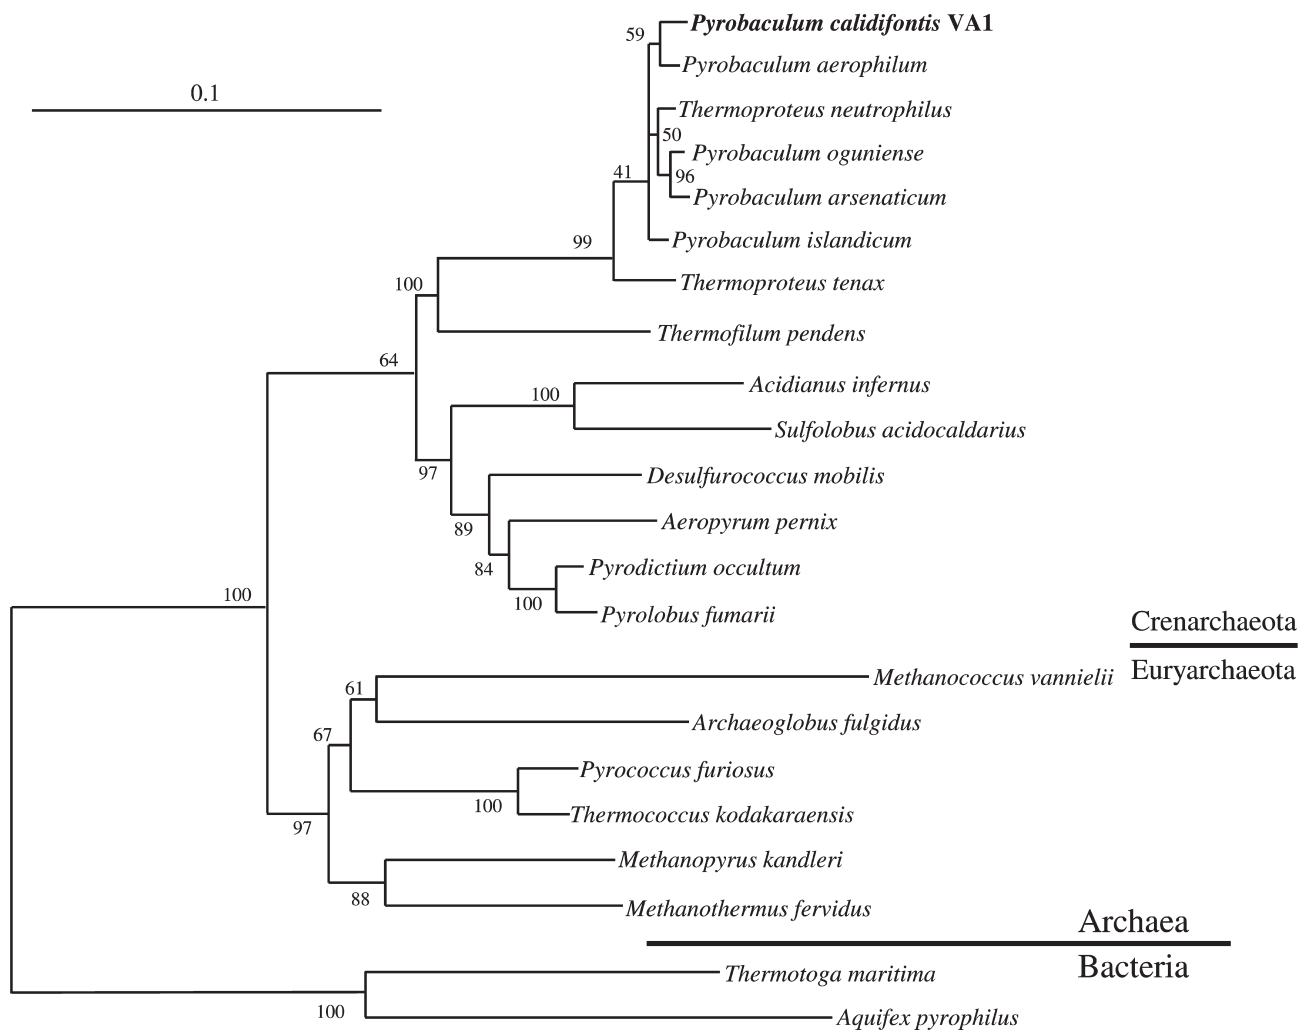 59
Pyrobaculum calidifontis VA1
Pyrobaculum aerophilum
0.1
Thermoproteus neutrophilus
50
Pyrobaculum oguniense
96
41
Pyrobaculum arsenaticum
Pyrobaculum islandicum
99
Thermoproteus tenax
100
Thermofilum pendens
64
Acidianus infernus
100
Sulfolobus acidocaldarius
97
Desulfurococcus mobilis
89
Aeropyrum pernix
84
Pyrodictium occultum
100
Pyrolobus fumarii
100
Crenarchaeota
Euryarchaeota
Methanococcus vannielii
61
Archaeoglobus fulgidus
67
Pyrococcus furiosus
100
Thermococcus kodakaraensis
97
Methanopyrus kandleri
88
Methanothermus fervidus
Archaea
Bacteria
Thermotoga maritima
100
Aquifex pyrophilus